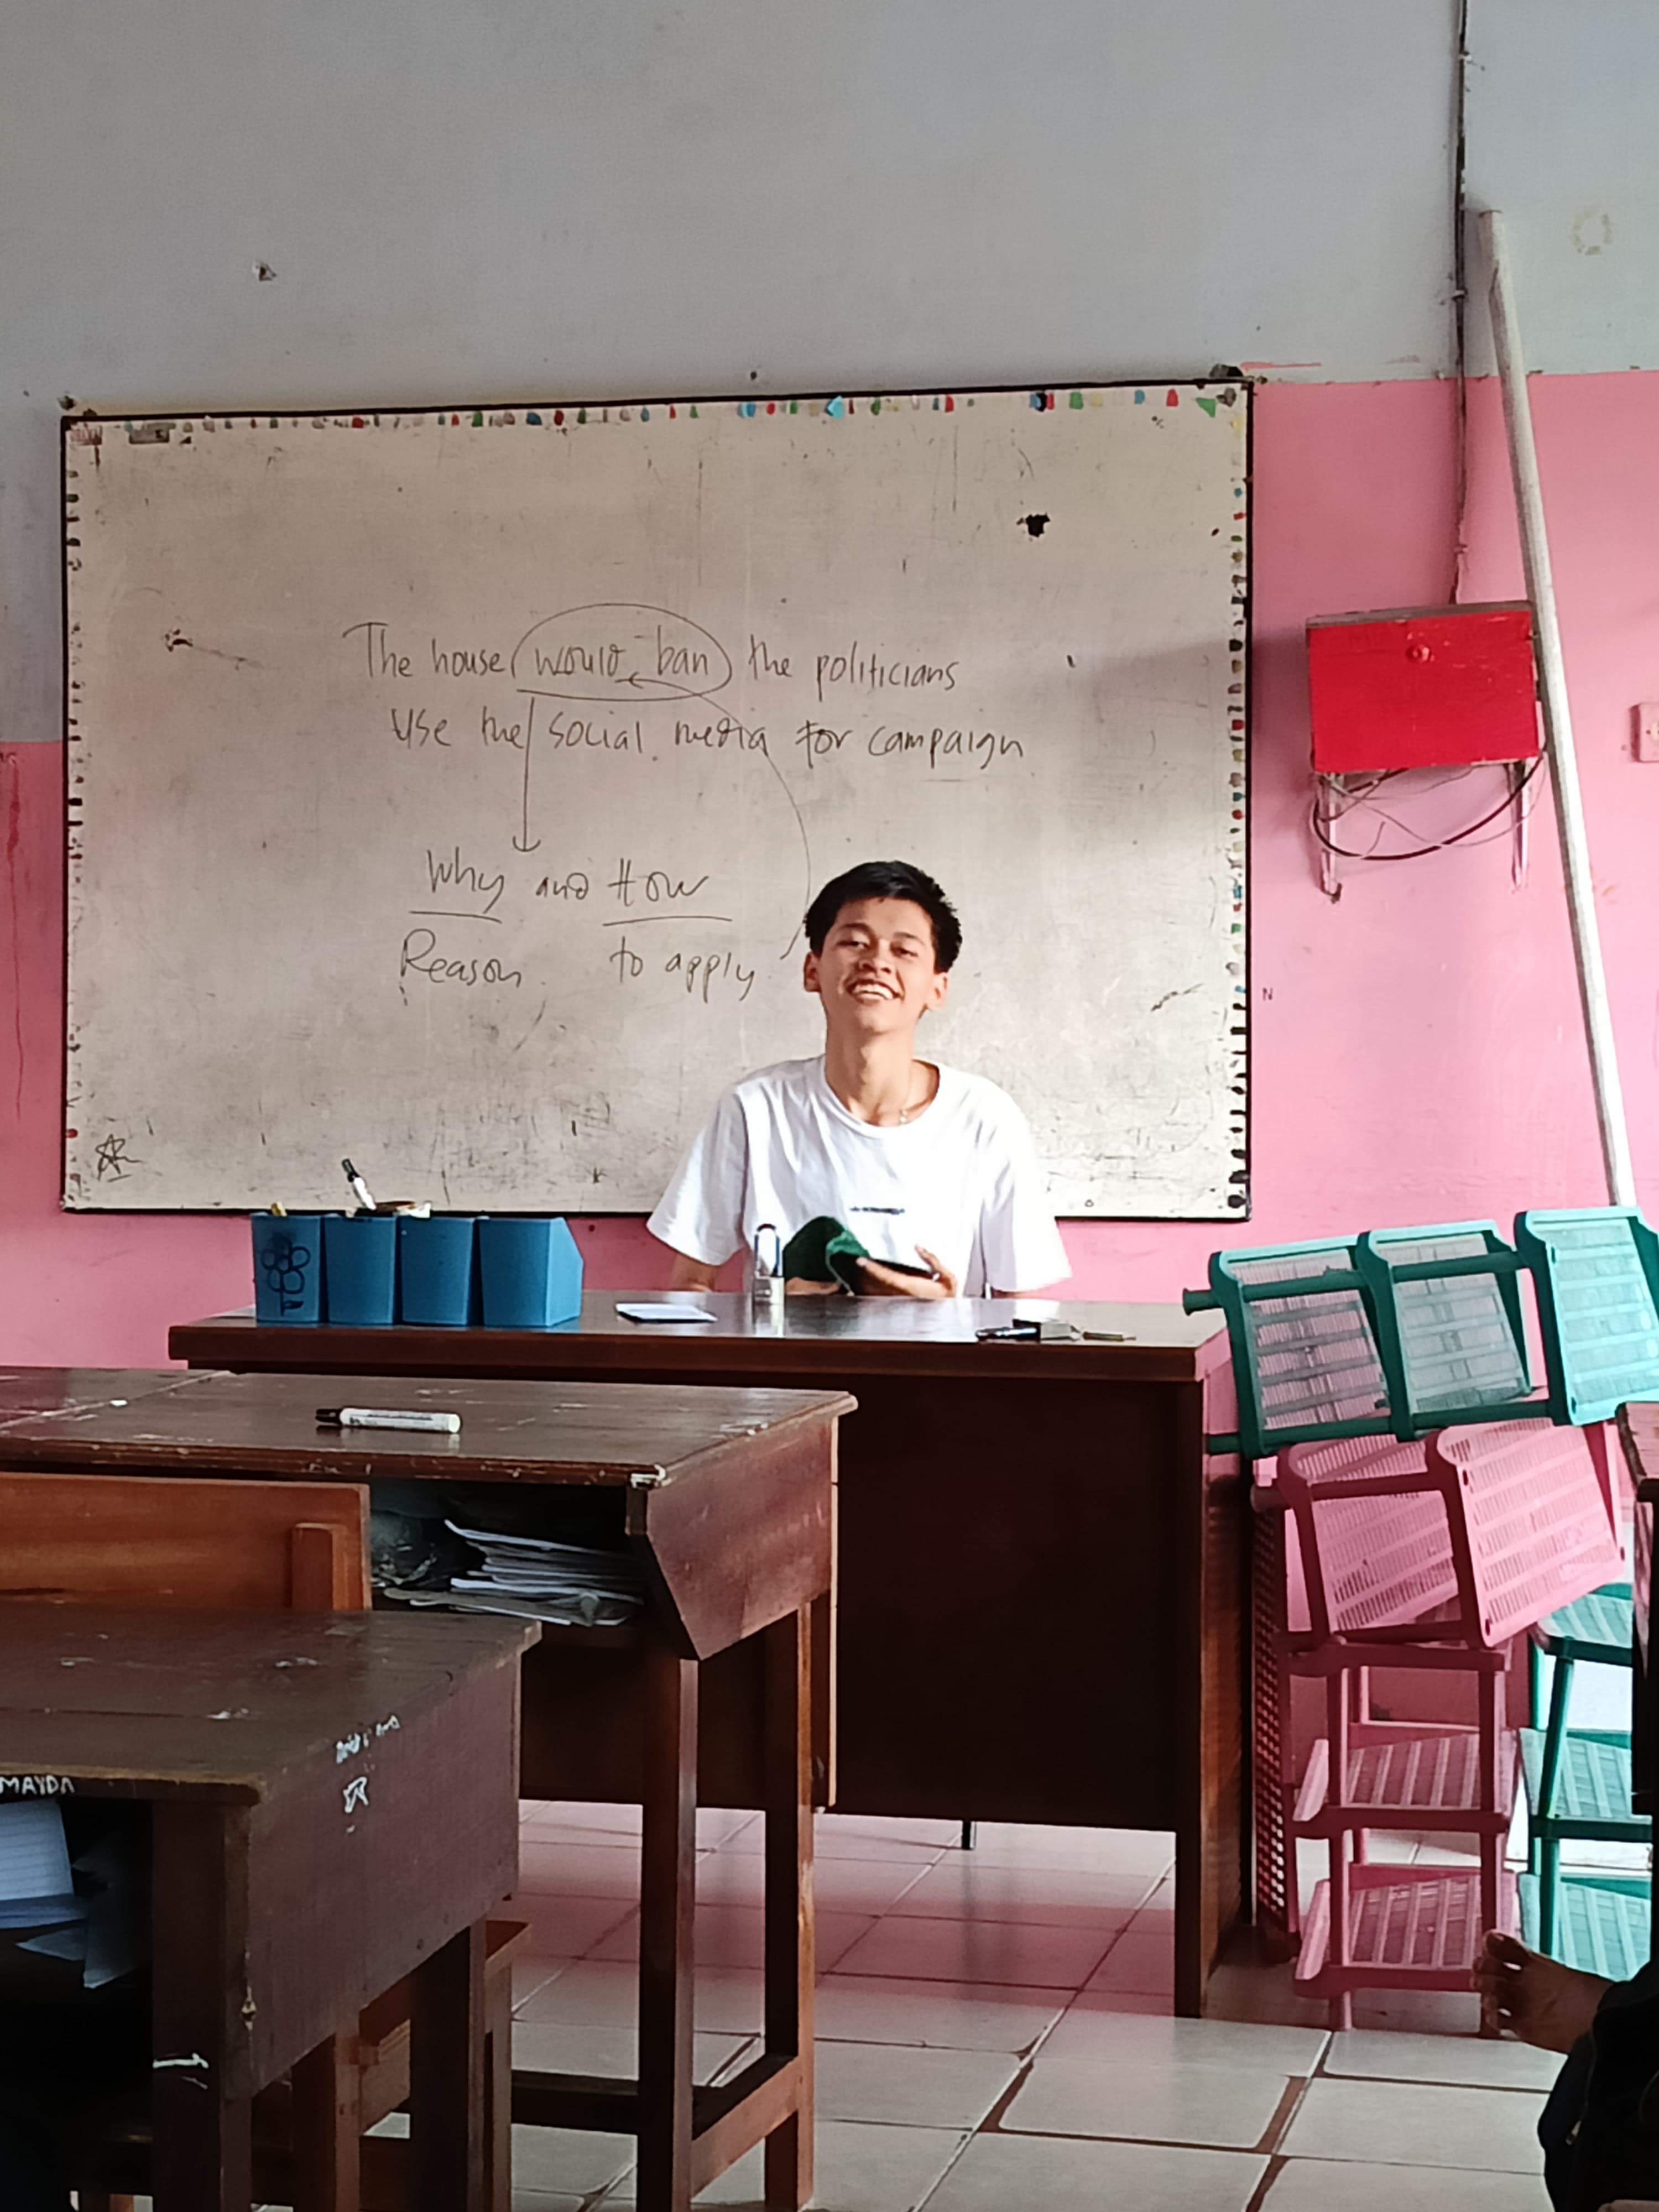 The house would ban the politicians
Use the social media for campaign
Why and How
Reason to apply
N
MAYDA